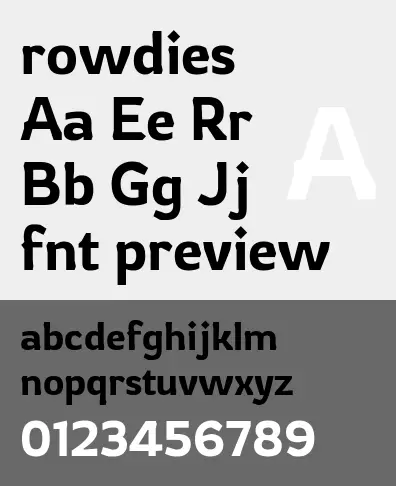 rowdies
Aa Ee Rr
A
Bb Gg Jj
fnt preview
abcdefghijklm
nopqrstuvwxyz
0123456789